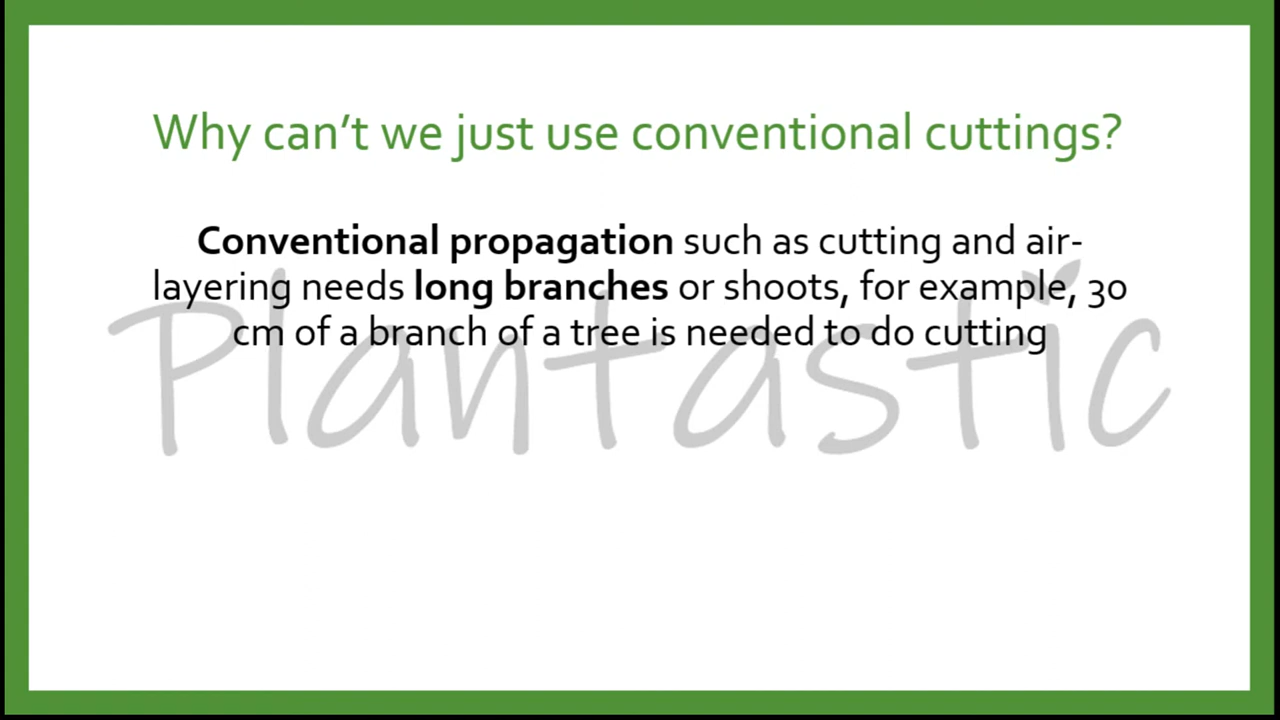 Why can’t we just use conventional cuttings?
Conventional propagation such as cutting and air-
layering needs long branches or shoots, for example, 30
cm of a branch of a tree is needed to do cutting
Plantastic